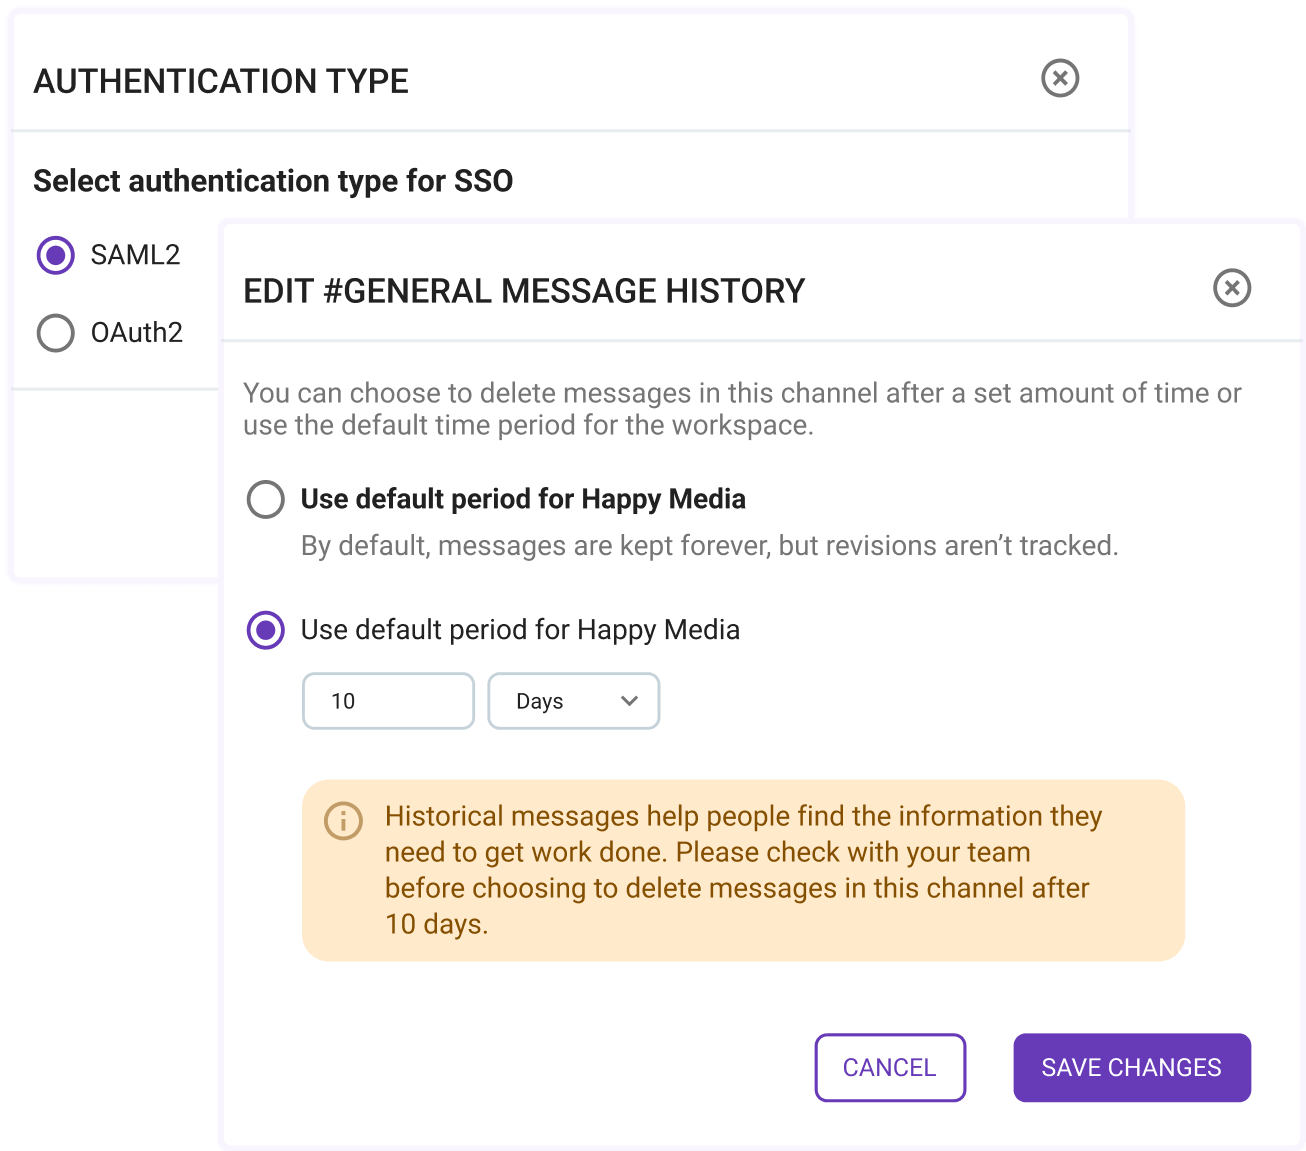 AUTHENTICATION TYPE
Select authentication type for SSO
SAML2
OAuth2
EDIT #GENERAL MESSAGE HISTORY
You can choose to delete messages in this channel after a set amount of time or
use the default time period for the workspace.
Use default period for Happy Media
By default, messages are kept forever, but revisions aren’t tracked.
Use default period for Happy Media
10
Days
Historical messages help people find the information they
need to get work done. Please check with your team
before choosing to delete messages in this channel after
10 days.
CANCEL
SAVE CHANGES